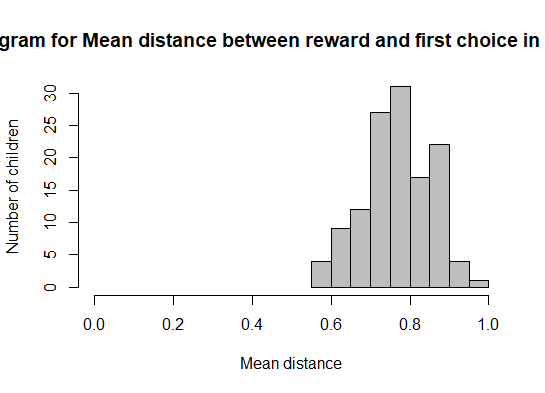 gram for Mean distance between reward and first choice in
Number of children
0 5 10 15 20 25 30
0.0 0.2 0.4 0.6 0.8 1.0
Mean distance